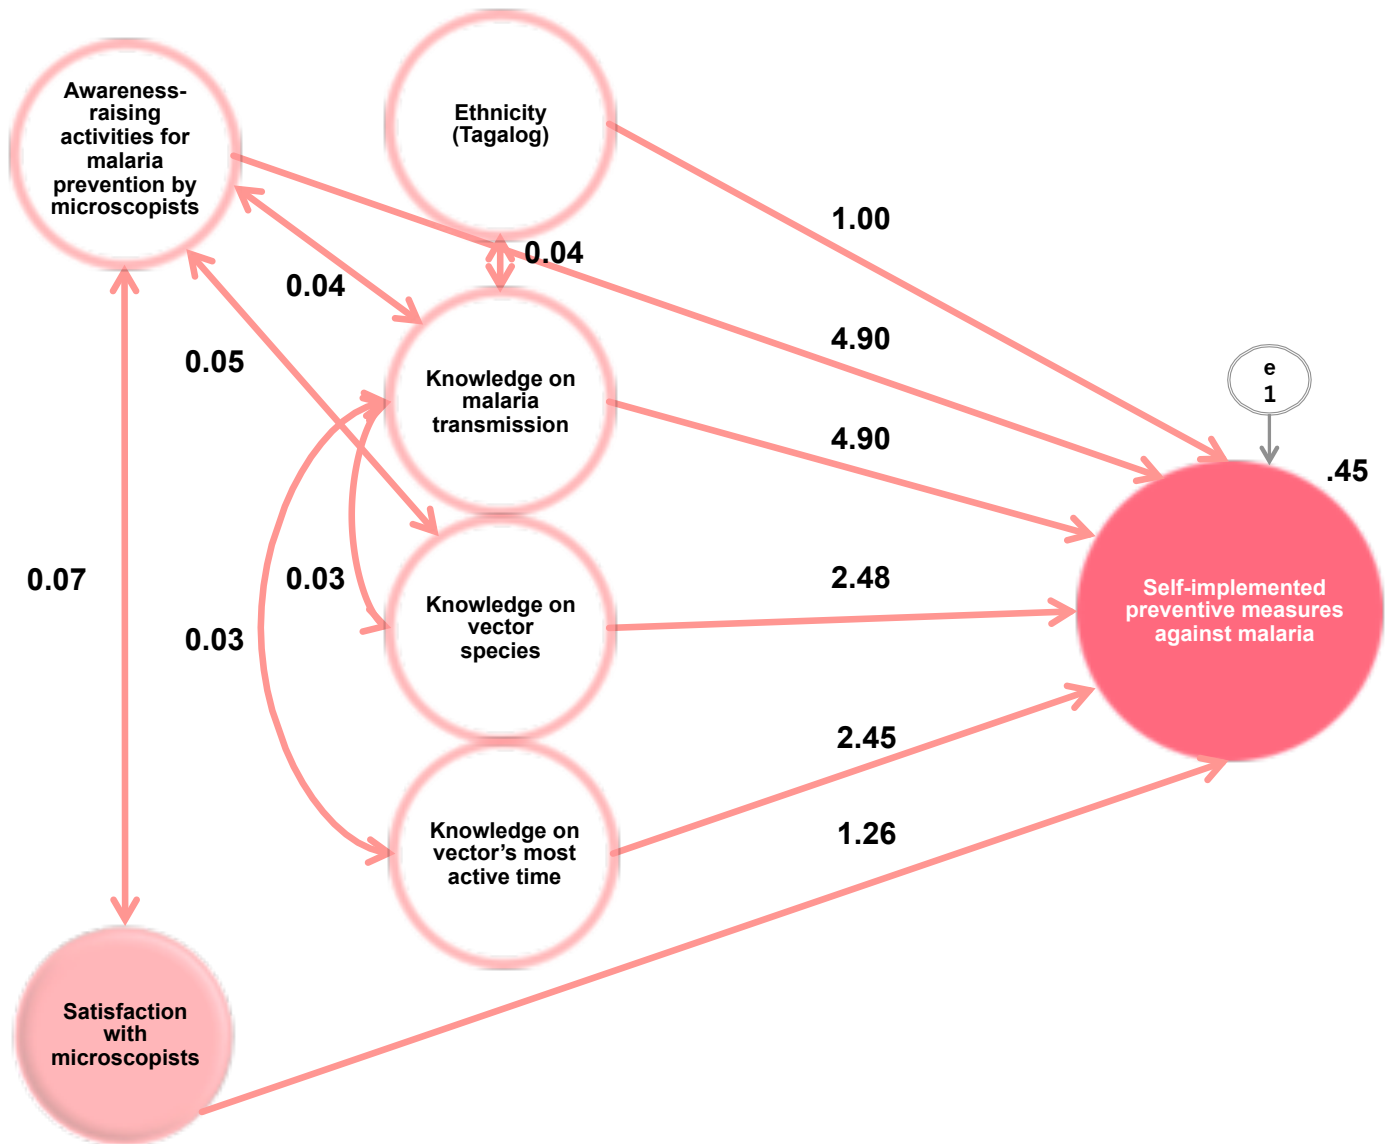 Awareness-
raising
activities for
malaria
prevention by
microscopists
Ethnicity
(Tagalog)
1.00
0.04
0.04
4.90
0.05
Knowledge on
malaria
transmission
4.90
e
1
.45
0.07
0.03
0.03
Knowledge on
vector
species
2.48
Self-implemented
preventive measures
against malaria
2.45
Knowledge on
vector’s most
active time
1.26
Satisfaction
with
microscopists